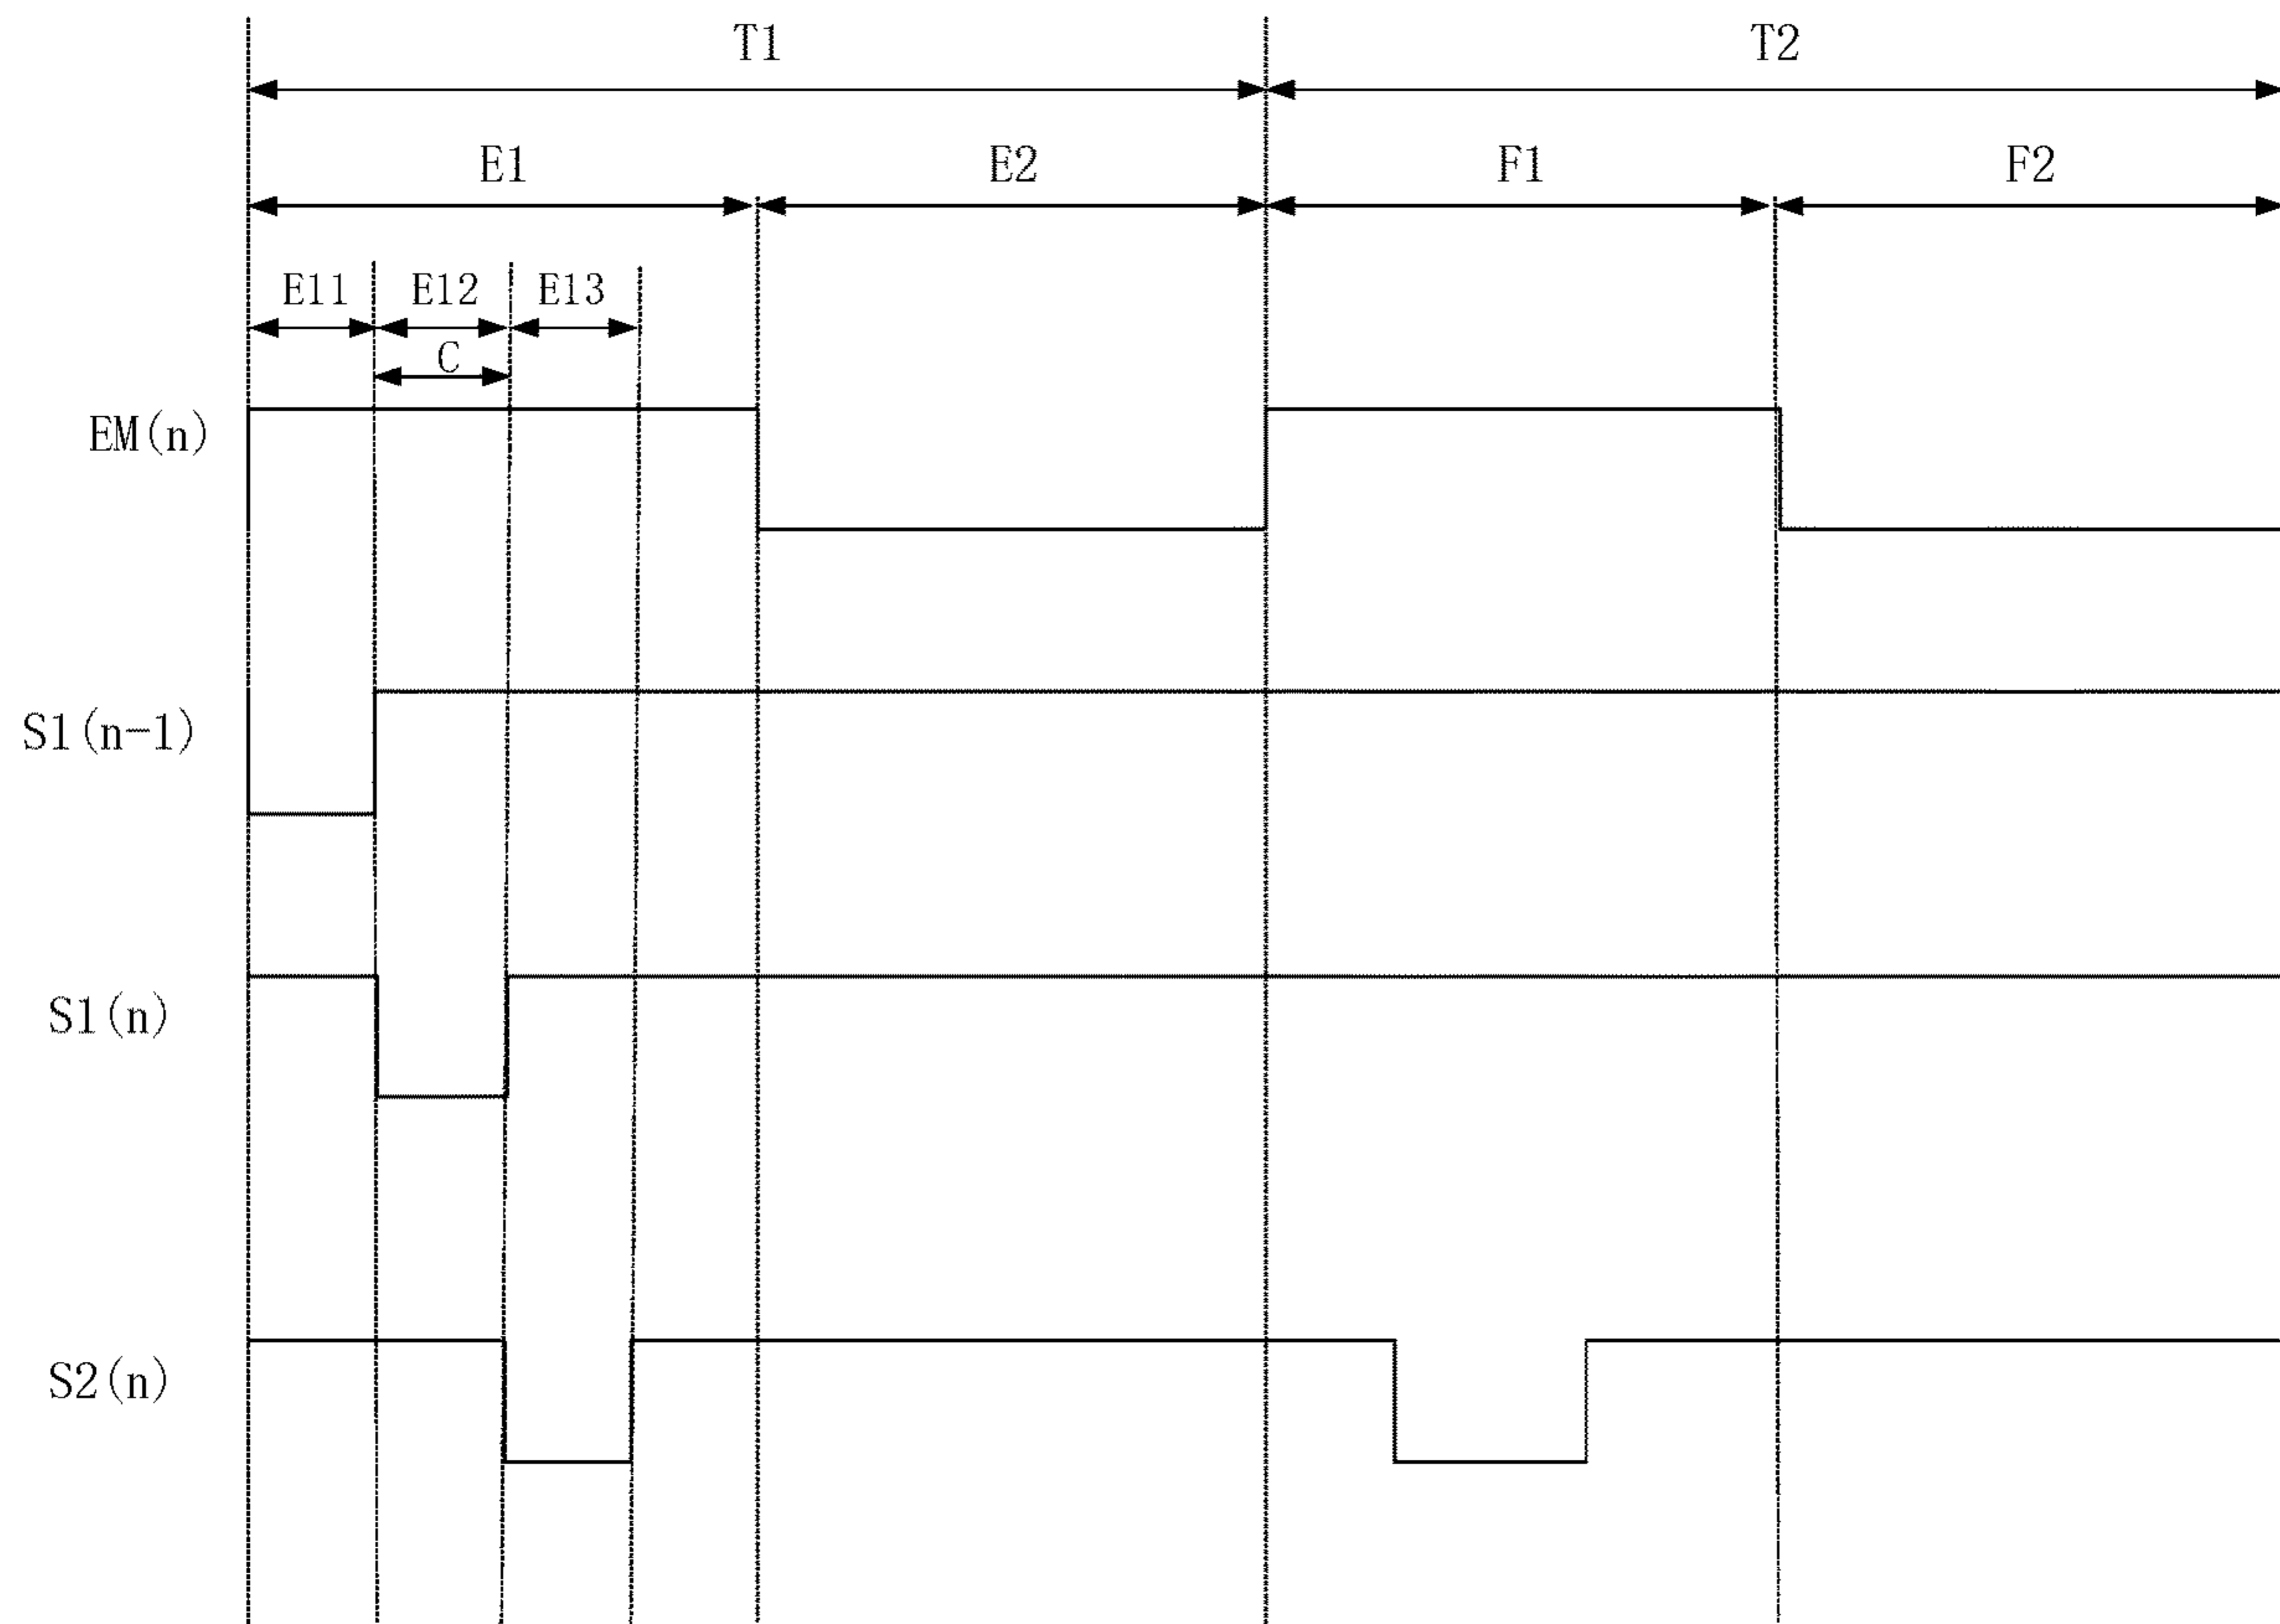 T1 T2
E1 E2 F1 F2
E11 E12 E13
C
EM(n)
S1(n-1)
S1(n)
S2(n)